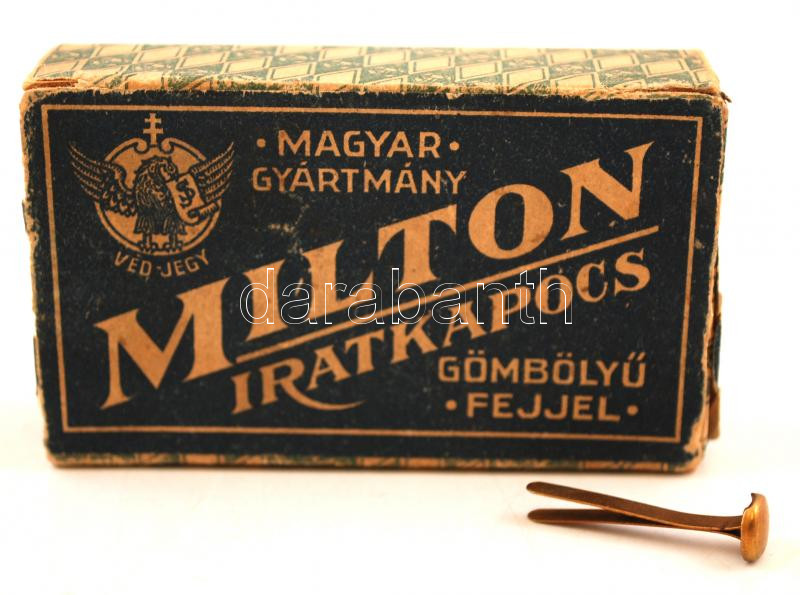 · MAGYAR ·
GYÁRTMÁNY
VÉD-JEGY
MILTON
IRATKAPOCS
GÖMBÖLYŰ
· FEJJEL ·
darabanth